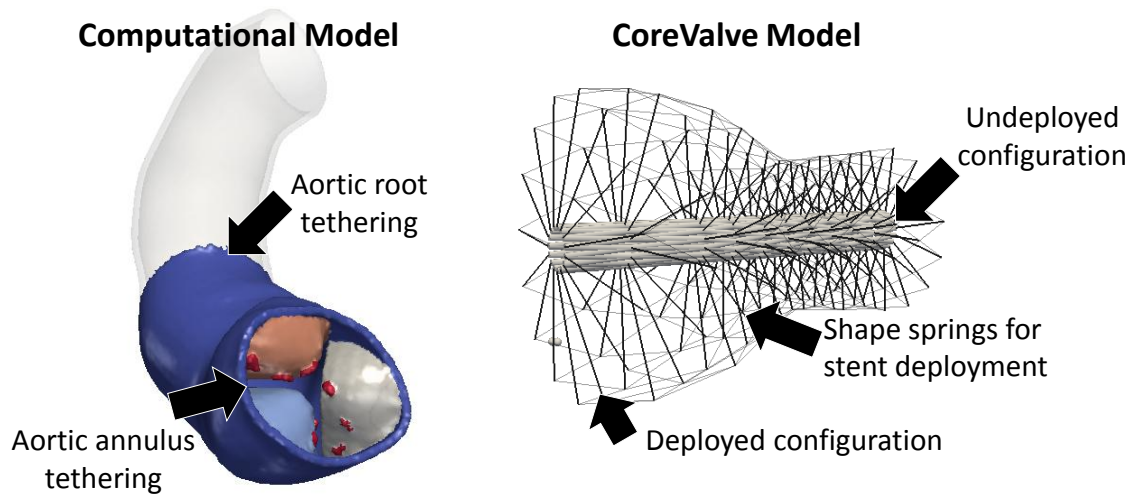 Computational Model
CoreValve Model
Undeployed
configuration
Aortic root
tethering
Shape springs for
stent deployment
Aortic annulus
tethering
Deployed configuration